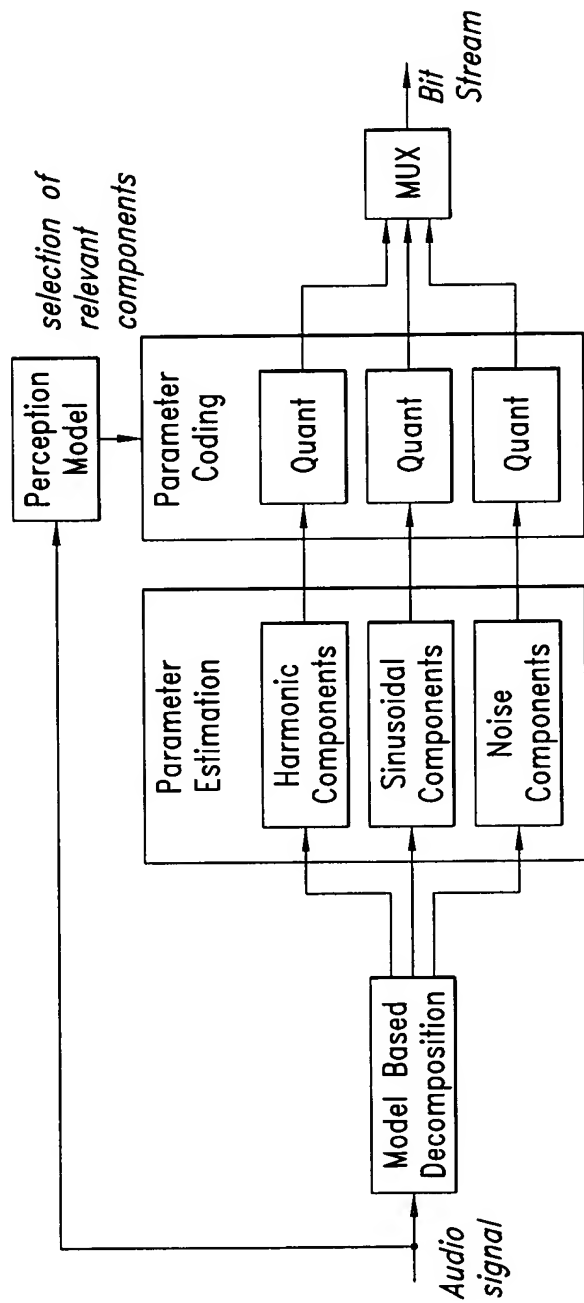 Audio
signal
Model Based
Decomposition
Parameter
Estimation
Harmonic
Components
Sinusoidal
Components
Noise
Components
Perception
Model
selection of
relevant
components
Parameter
Coding
Quant
Quant
Quant
MUX
Bit
Stream